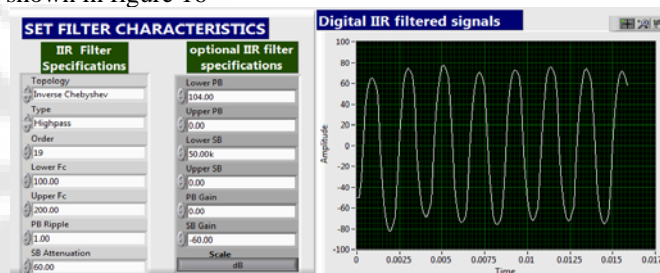 shown in figure 18
SET FILTER CHARACTERISTICS
IIR Filter
Specifications
Topology
Inverse Chebyshev
Type
Highpass
Order
19
Lower Fc
100.00
Upper Fc
200.00
PB Ripple
1.00
SB Attenuation
60.00
optional IIR filter
specifications
Lower PB
104.00
Upper PB
0.00
Lower SB
50.00k
Upper SB
0.00
PB Gain
0.00
SB Gain
-60.00
Scale
dB
Digital IIR filtered signals
Amplitude
100
80
60
40
20
0
-20
-40
-60
-80
-100
0 0.0025 0.005 0.0075 0.01 0.0125 0.015 0.017
Time